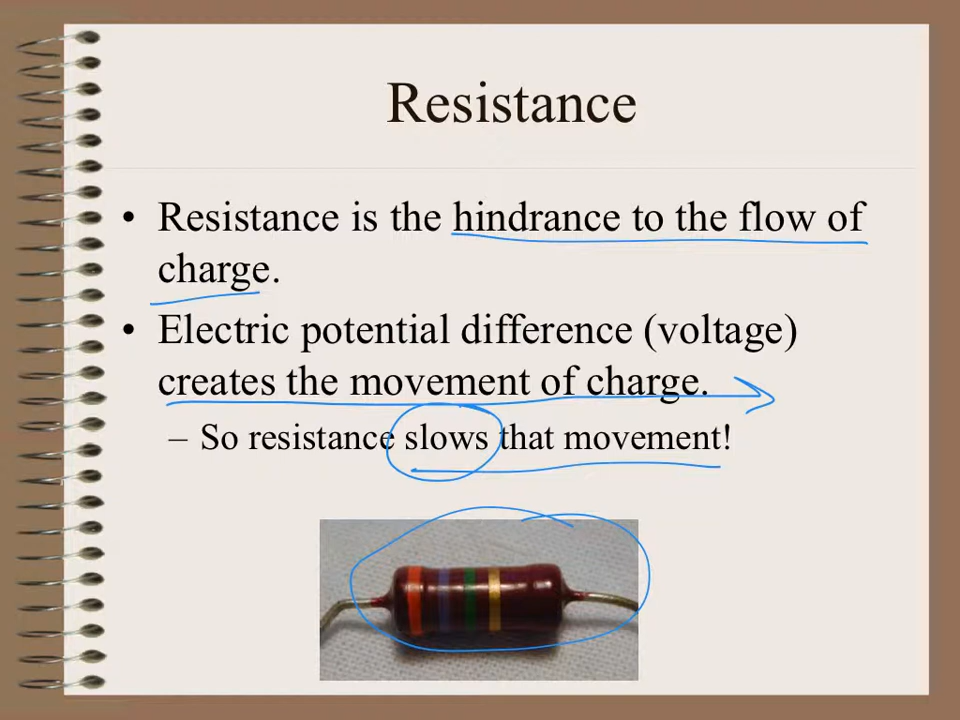 Resistance
• Resistance is the hindrance to the flow of
charge.
• Electric potential difference (voltage)
creates the movement of charge.
– So resistance slows that movement!